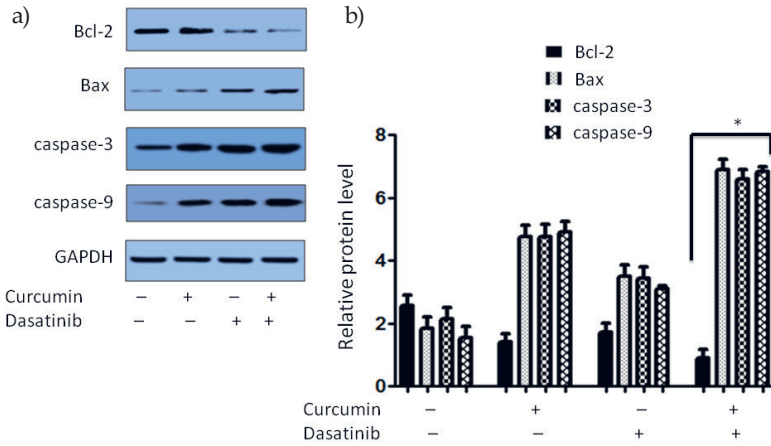 a)
Bcl-2
Bax
caspase-3
caspase-9
GAPDH
Curcumin – + – +
Dasatinib – – + +
b)
Bcl-2
Bax
caspase-3
caspase-9
*
Relative protein level
8
6
4
2
0
Curcumin – + – +
Dasatinib – – + +